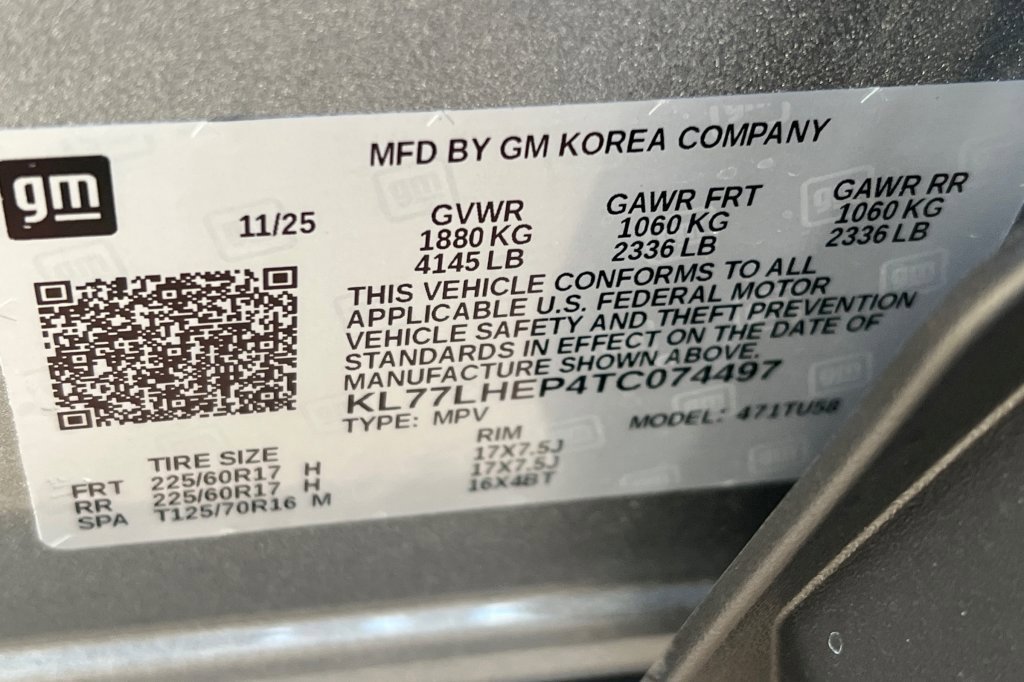 MFD BY GM KOREA COMPANY
gm
11/25
GVWR GAWR FRT GAWR RR
1880 KG 1060 KG 1060 KG
4145 LB 2336 LB 2336 LB
THIS VEHICLE CONFORMS TO ALL
APPLICABLE U.S. FEDERAL MOTOR
VEHICLE SAFETY AND THEFT PREVENTION
STANDARDS IN EFFECT ON THE DATE OF
MANUFACTURE SHOWN ABOVE.
KL77LHEP4TC074497
TYPE: MPV MODEL: 471TU58
TIRE SIZE RIM
FRT 225/60R17 H 17X7.5J
RR 225/60R17 H 17X7.5J
SPA T125/70R16 M 16X4BT